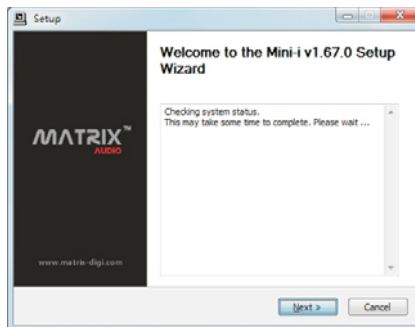 Setup
Welcome to the Mini-i v1.67.0 Setup
Wizard
Checking system status.
This may take some time to complete. Please wait ...
MATRIX™
AUDIO
www.matrix-digi.com
Next >
Cancel